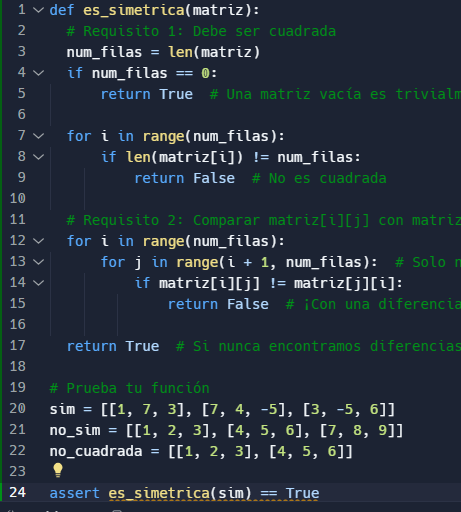 1 def es_simetrica(matriz):
2 # Requisito 1: Debe ser cuadrada
3 num_filas = len(matriz)
4 if num_filas == 0:
5 return True # Una matriz vacía es trivialm
6
7 for i in range(num_filas):
8 if len(matriz[i]) != num_filas:
9 return False # No es cuadrada
10
11 # Requisito 2: Comparar matriz[i][j] con matriz
12 for i in range(num_filas):
13 for j in range(i + 1, num_filas): # Solo n
14 if matriz[i][j] != matriz[j][i]:
15 return False # ¡Con una diferencia
16
17 return True # Si nunca encontramos diferencias
18
19 # Prueba tu función
20 sim = [[1, 7, 3], [7, 4, -5], [3, -5, 6]]
21 no_sim = [[1, 2, 3], [4, 5, 6], [7, 8, 9]]
22 no_cuadrada = [[1, 2, 3], [4, 5, 6]]
23
24 assert es_simetrica(sim) == True